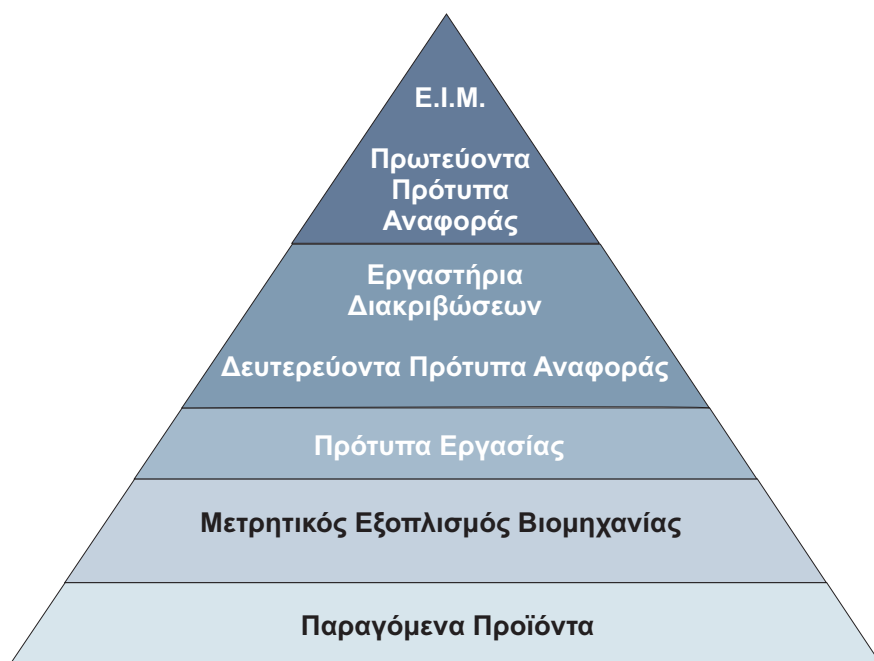 Ε.Ι.Μ.
Πρωτεύοντα
Πρότυπα
Αναφοράς
Εργαστήρια
Διακριβώσεων
Δευτερεύοντα Πρότυπα Αναφοράς
Πρότυπα Εργασίας
Μετρητικός Εξοπλισμός Βιομηχανίας
Παραγόμενα Προϊόντα